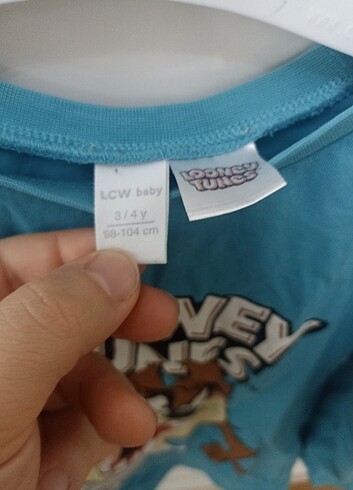 LCW baby
3/4 y
98-104 cm
LOONEY
TUNES